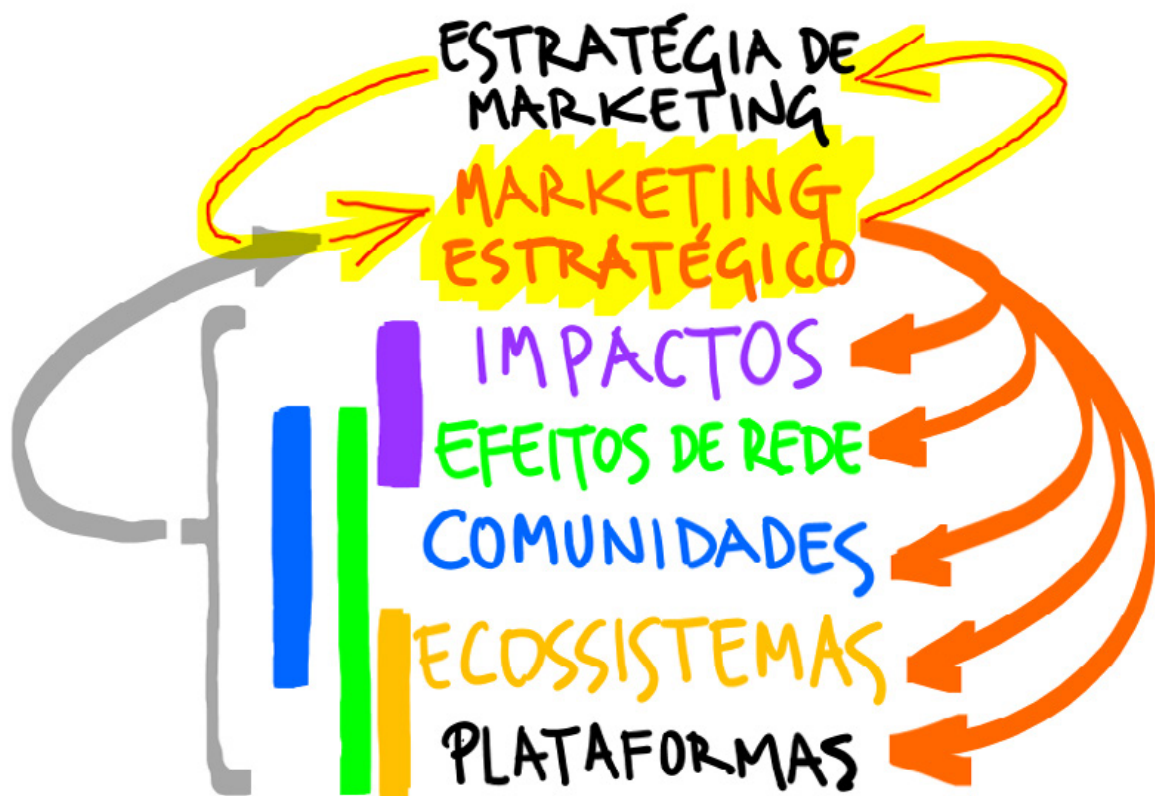 ESTRATÉGIA DE
MARKETING
MARKETING
ESTRATÉGICO
IMPACTOS
EFEITOS DE REDE
COMUNIDADES
ECOSSISTEMAS
PLATAFORMAS